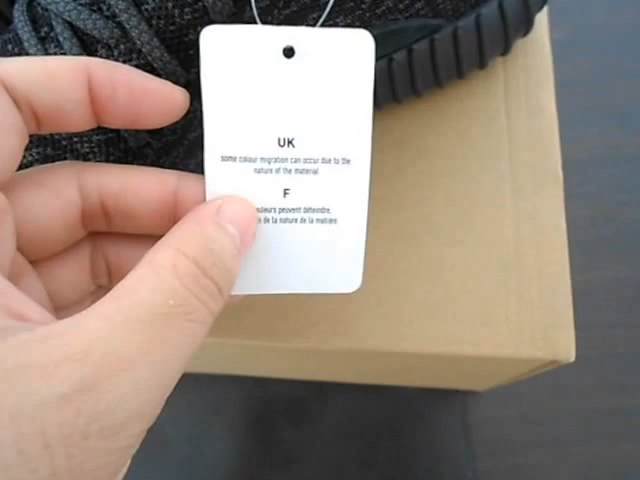 UK
some colour migration can occur due to the
nature of the material
F
peuvent déteindre,
de la nature de la matière